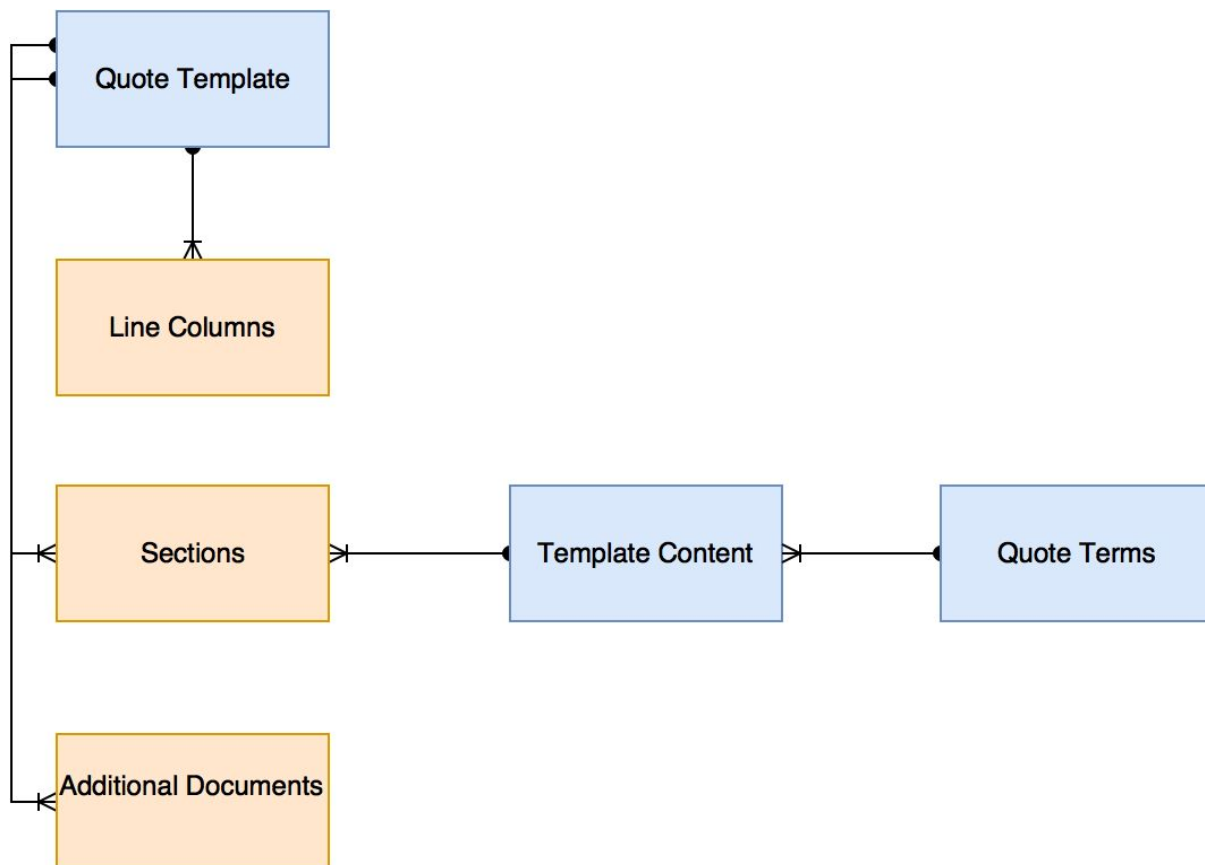 Quote Template
Line Columns
Sections
Template Content
Quote Terms
Additional Documents